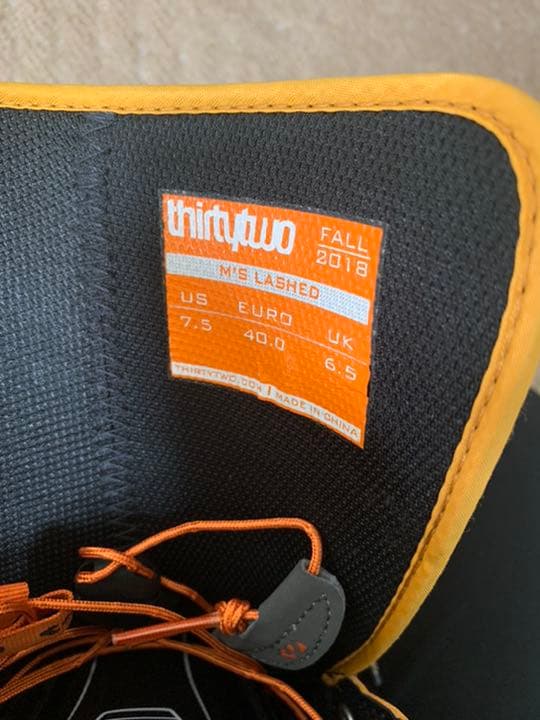 thirtytwo
FALL
2018
M'S LASHED
US EURO UK
7.5 40.0 6.5
THIRTYTWO.COM | MADE IN CHINA